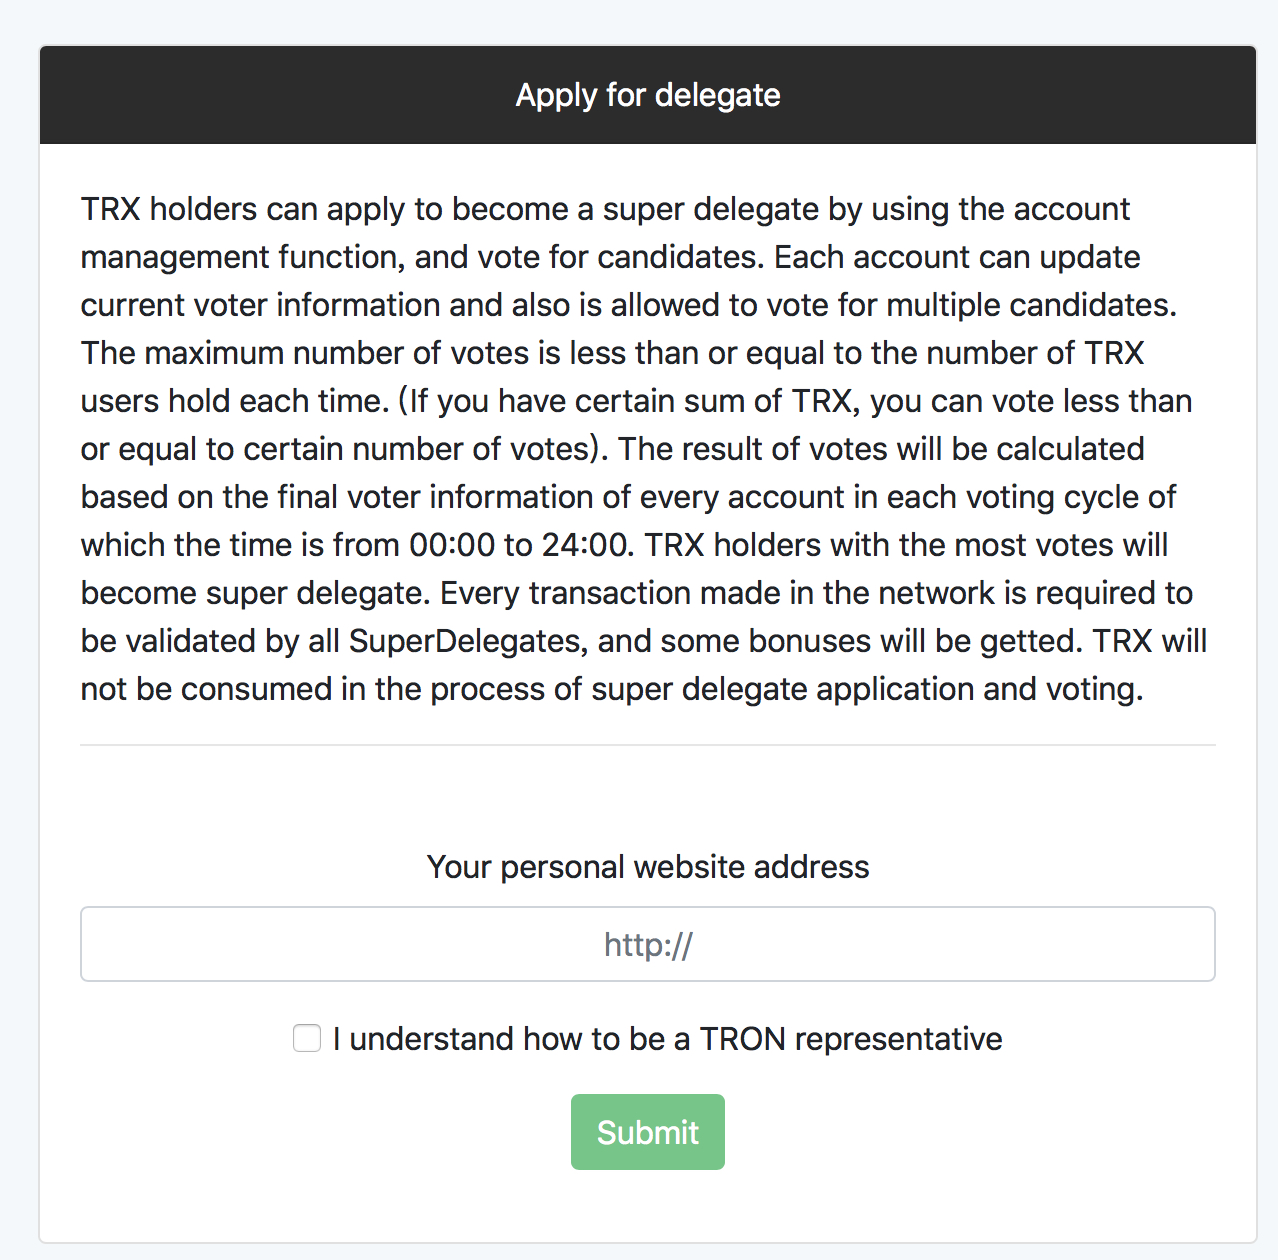 Apply for delegate
TRX holders can apply to become a super delegate by using the account
management function, and vote for candidates. Each account can update
current voter information and also is allowed to vote for multiple candidates.
The maximum number of votes is less than or equal to the number of TRX
users hold each time. (If you have certain sum of TRX, you can vote less than
or equal to certain number of votes). The result of votes will be calculated
based on the final voter information of every account in each voting cycle of
which the time is from 00:00 to 24:00. TRX holders with the most votes will
become super delegate. Every transaction made in the network is required to
be validated by all SuperDelegates, and some bonuses will be getted. TRX will
not be consumed in the process of super delegate application and voting.
Your personal website address
http://
I understand how to be a TRON representative
Submit